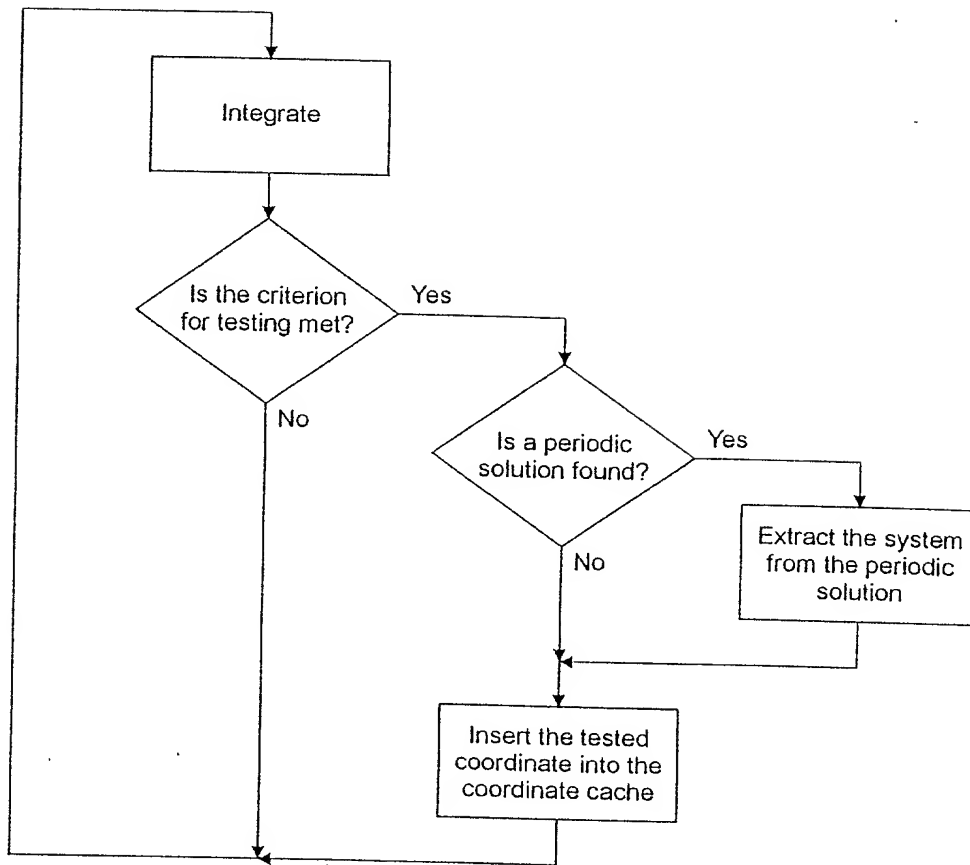 Integrate
Is the criterion
for testing met?
Yes
No
Is a periodic
solution found?
Yes
No
Extract the system
from the periodic
solution
Insert the tested
coordinate into the
coordinate cache